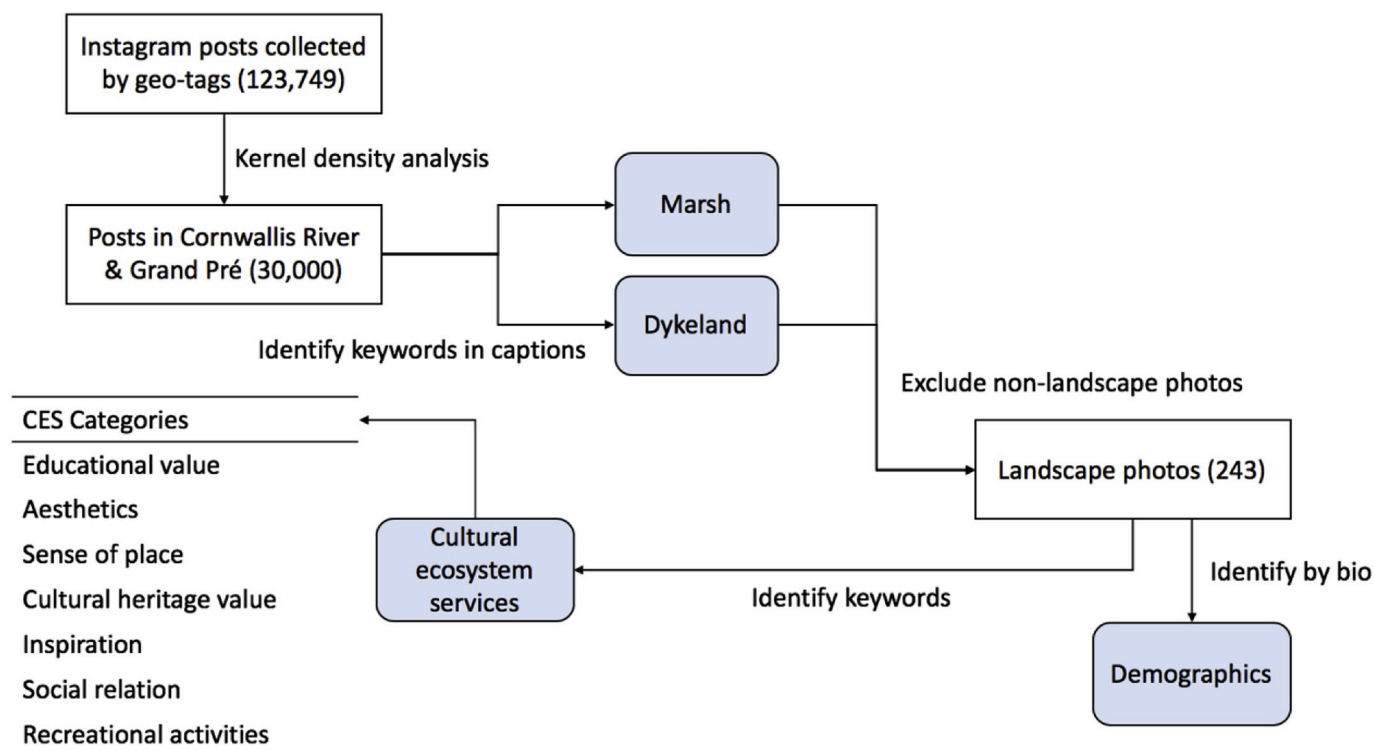 Instagram posts collected
by geo-tags (123,749)
Kernel density analysis
Posts in Cornwallis River
& Grand Pré (30,000)
Identify keywords in captions
Marsh
Dykeland
Exclude non-landscape photos
Landscape photos (243)
Identify by bio
Demographics
Identify keywords
Cultural
ecosystem
services
CES Categories
Educational value
Aesthetics
Sense of place
Cultural heritage value
Inspiration
Social relation
Recreational activities